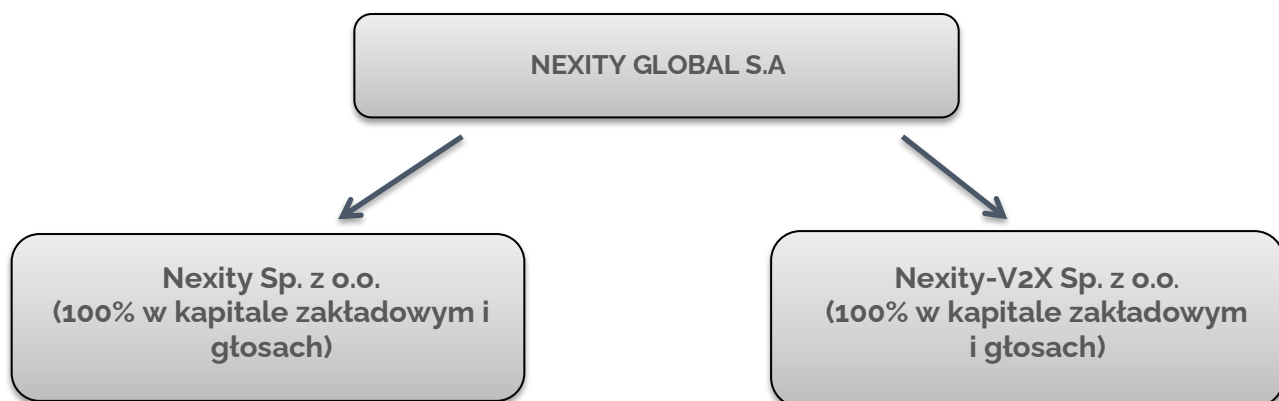 NEXITY GLOBAL S.A
Nexity Sp. z o.o.
(100% w kapitale zakładowym i
głosach)
Nexity-V2X Sp. z o.o.
(100% w kapitale zakładowym
i głosach)